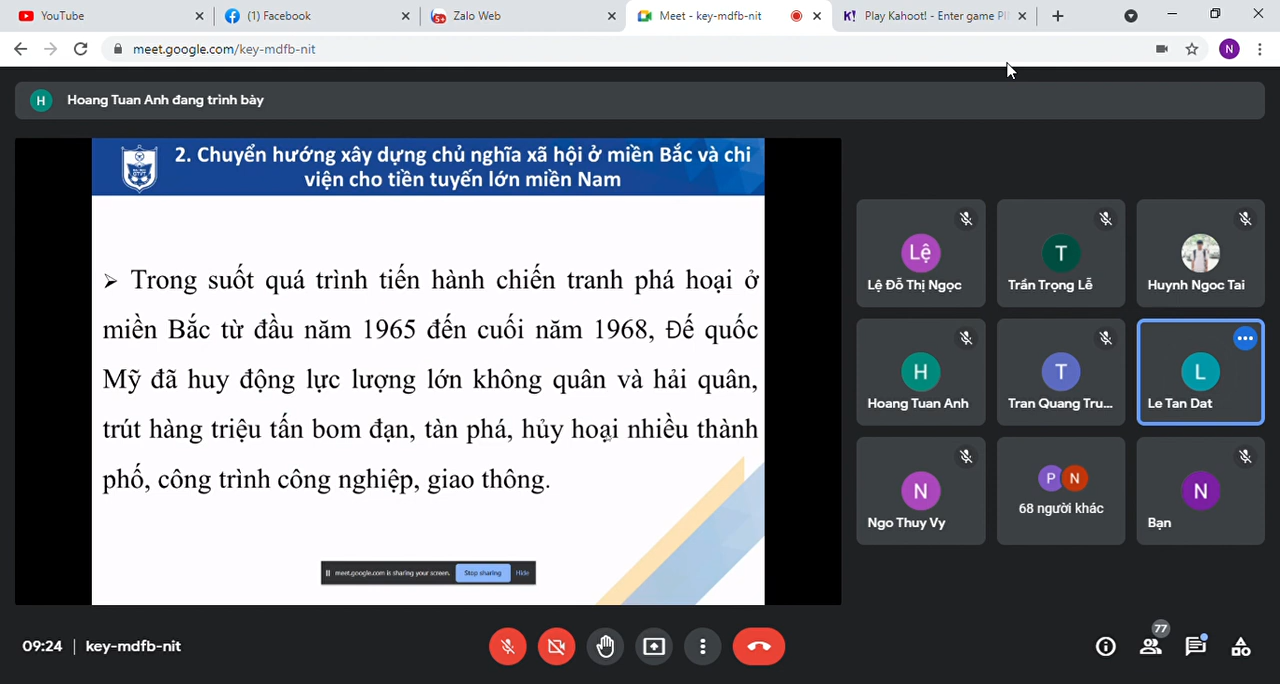 YouTube
(1) Facebook
Zalo Web
Meet - key-mdfb-nit
Play Kahoot! - Enter game PI
meet.google.com/key-mdfb-nit
N
H
Hoang Tuan Anh đang trình bày
2. Chuyển hướng xây dựng chủ nghĩa xã hội ở miền Bắc và chi
viện cho tiền tuyến lớn miền Nam
➢ Trong suốt quá trình tiến hành chiến tranh phá hoại ở
miền Bắc từ đầu năm 1965 đến cuối năm 1968, Đế quốc
Mỹ đã huy động lực lượng lớn không quân và hải quân,
trút hàng triệu tấn bom đạn, tàn phá, hủy hoại nhiều thành
phố, công trình công nghiệp, giao thông.
meet.google.com is sharing your screen.
Stop sharing
Hide
Lệ
Lệ Đỗ Thị Ngọc
T
Trần Trọng Lễ
Huynh Ngoc Tai
H
Hoang Tuan Anh
T
Tran Quang Tru...
L
Le Tan Dat
N
Ngo Thuy Vy
P
N
68 người khác
N
Bạn
09:24 | key-mdfb-nit
77